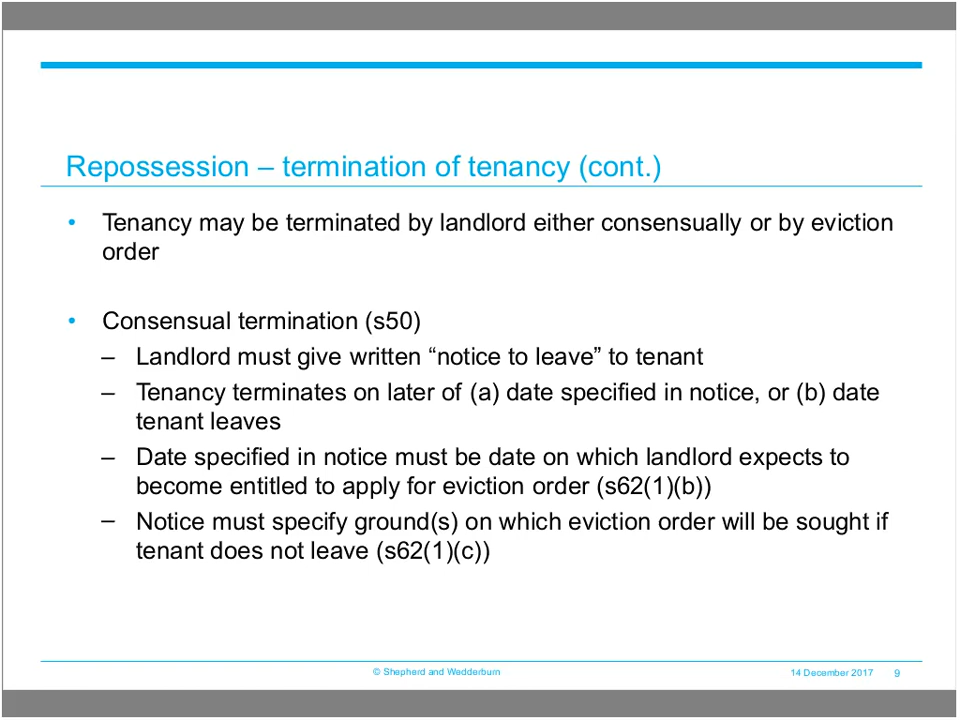 Repossession – termination of tenancy (cont.)
• Tenancy may be terminated by landlord either consensually or by eviction
order
• Consensual termination (s50)
– Landlord must give written “notice to leave” to tenant
– Tenancy terminates on later of (a) date specified in notice, or (b) date
tenant leaves
– Date specified in notice must be date on which landlord expects to
become entitled to apply for eviction order (s62(1)(b))
– Notice must specify ground(s) on which eviction order will be sought if
tenant does not leave (s62(1)(c))
© Shepherd and Wedderburn 14 December 2017 9